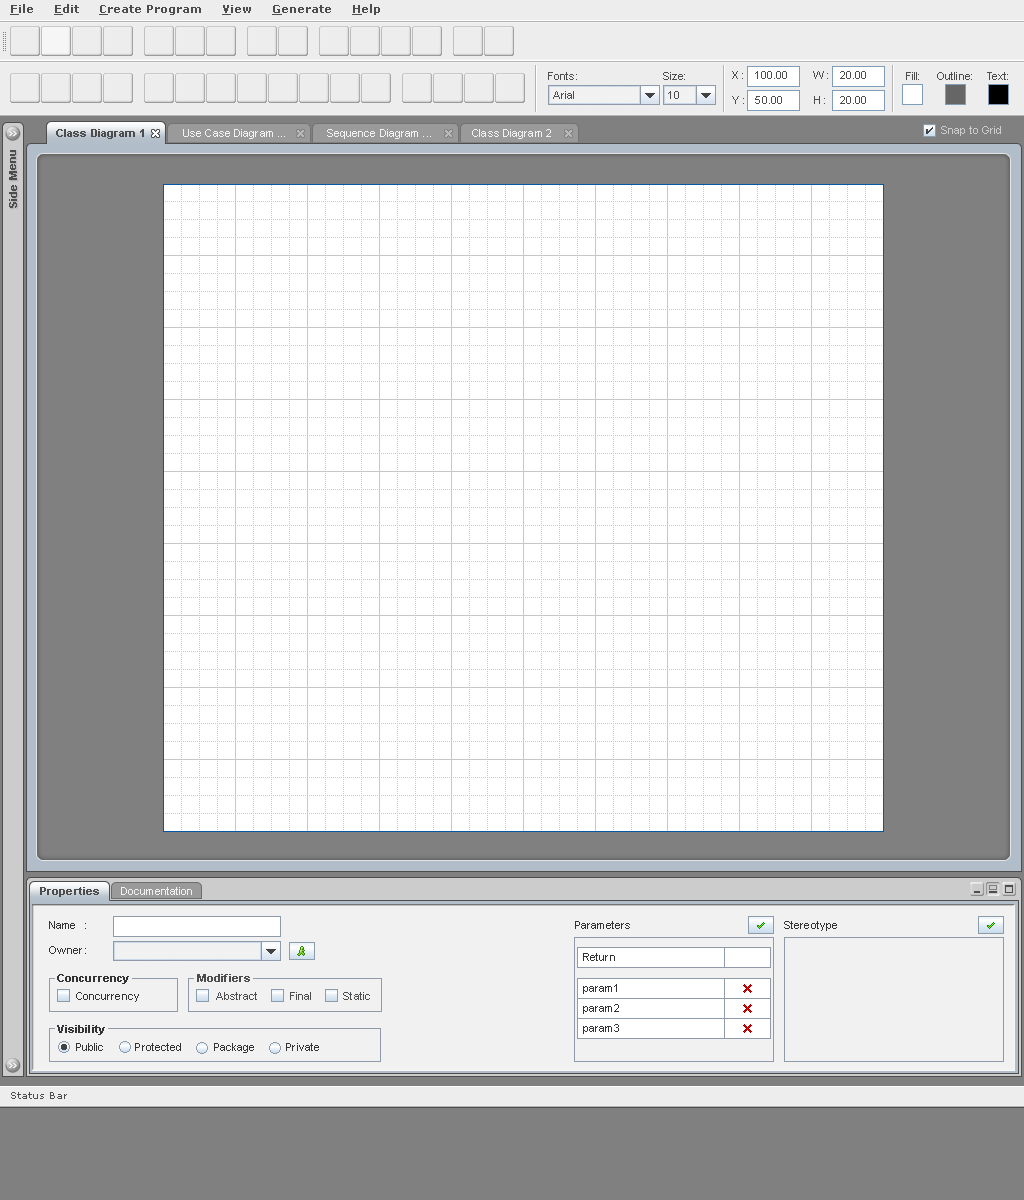 File Edit Create Program View Generate Help
Fonts: Size: X: 100.00 W: 20.00 Fill: Outline: Text:
Arial 10 Y: 50.00 H: 20.00
Class Diagram 1 Use Case Diagram ... Sequence Diagram ... Class Diagram 2 Snap to Grid
Side Menu
Properties Documentation
Name : Parameters Stereotype
Owner:
Return
Concurrency Modifiers
Concurrency Abstract Final Static
param1
param2
param3
Visibility
Public Protected Package Private
Status Bar